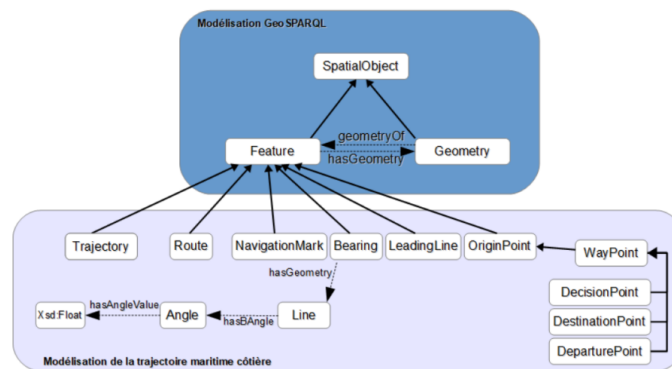 Modélisation GeoSPARQL
SpatialObject
geometryOf
Feature
Geometry
hasGeometry
Trajectory
Route
NavigationMark
Bearing
LeadingLine
OriginPoint
WayPoint
hasGeometry
DecisionPoint
hasAngleValue
Xsd:Float
Angle
hasBAngle
Line
DestinationPoint
DeparturePoint
Modélisation de la trajectoire maritime côtière